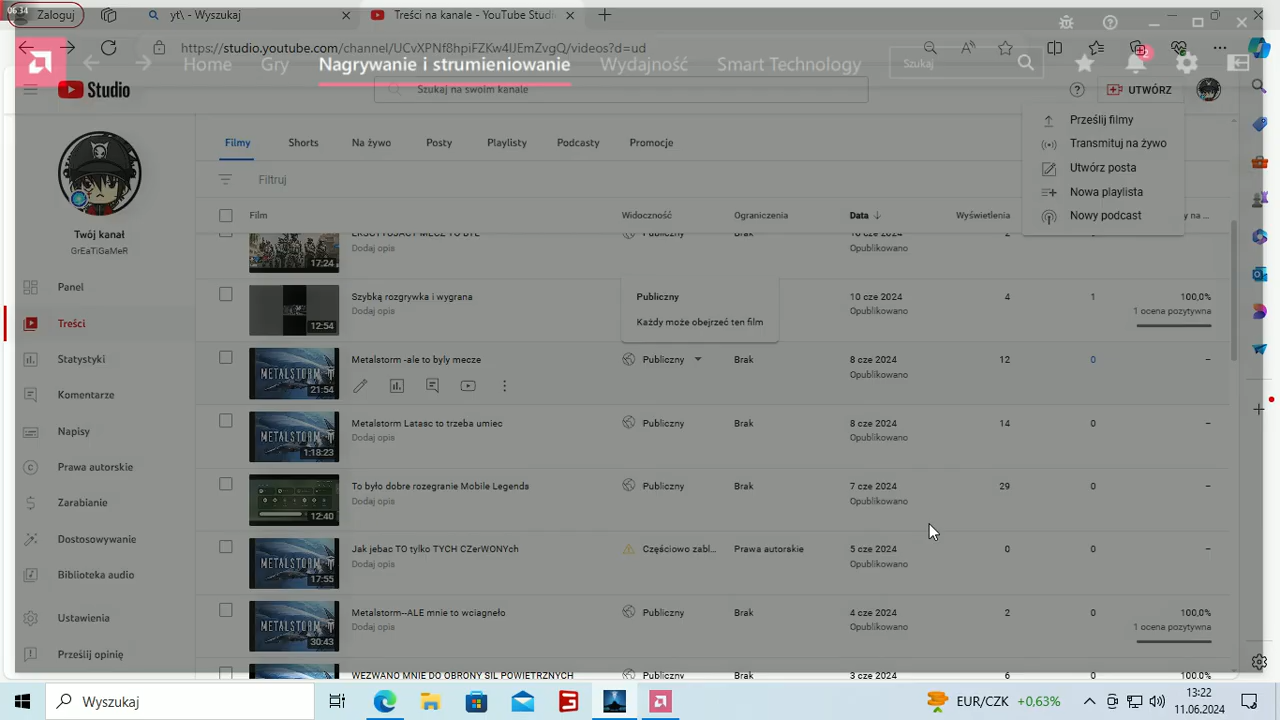 06:34
Zaloguj
yt\ - Wyszukaj
Treści na kanale - YouTube Studio
https://studio.youtube.com/channel/UCvXPNf8hpiFZKw4lJEmZvgQ/videos?d=ud
Home
Gry
Nagrywanie i strumieniowanie
Wydajność
Smart Technology
Szukaj
Studio
Szukaj na swoim kanale
UTWÓRZ
Prześlij filmy
Transmituj na żywo
Utwórz posta
Nowa playlista
Nowy podcast
Filmy
Shorts
Na żywo
Posty
Playlisty
Podcasty
Promocje
Filtruj
Film
Widoczność
Ograniczenia
Data
Wyświetlenia
Twój kanał
GrEaTiGaMeR
Panel
Treści
Statystyki
Komentarze
Napisy
Prawa autorskie
Zarabianie
Dostosowywanie
Biblioteka audio
Ustawienia
Prześlij opinię
17:24
Dodaj opis
Opublikowano
12:54
Szybką rozgrywka i wygrana
Publiczny
Każdy może obejrzeć ten film
10 cze 2024
Opublikowano
4
1
100,0%
1 ocena pozytywna
METALSTORM
21:54
Metalstorm -ale to byly mecze
Publiczny
Brak
8 cze 2024
Opublikowano
12
0
–
METALSTORM
1:18:23
Metalstorm Latasc to trzeba umiec
Dodaj opis
Publiczny
Brak
8 cze 2024
Opublikowano
14
0
–
12:40
To było dobre rozegranie Mobile Legenda
Dodaj opis
Publiczny
Brak
7 cze 2024
Opublikowano
29
0
–
METALSTORM
17:55
Jak jebac TO tylko TYCH CZerWONYch
Dodaj opis
Częściowo zabl...
Prawa autorskie
5 cze 2024
Opublikowano
0
0
–
METALSTORM
30:43
Metalstorm--ALE mnie to wciagneło
Dodaj opis
Publiczny
Brak
4 cze 2024
Opublikowano
2
0
100,0%
1 ocena pozytywna
WEZWANO MNIE DO OBRONY SIL POWIETRZNYCH
Publiczny
Brak
3 cze 2024
6
0
100,0%
Wyszukaj
EUR/CZK
+0,63%
13:22
11.06.2024